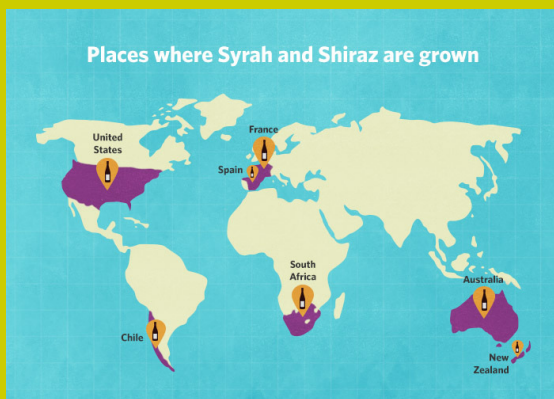 Places where Syrah and Shiraz are grown
United
States
France
Spain
South
Africa
Australia
Chile
New
Zealand